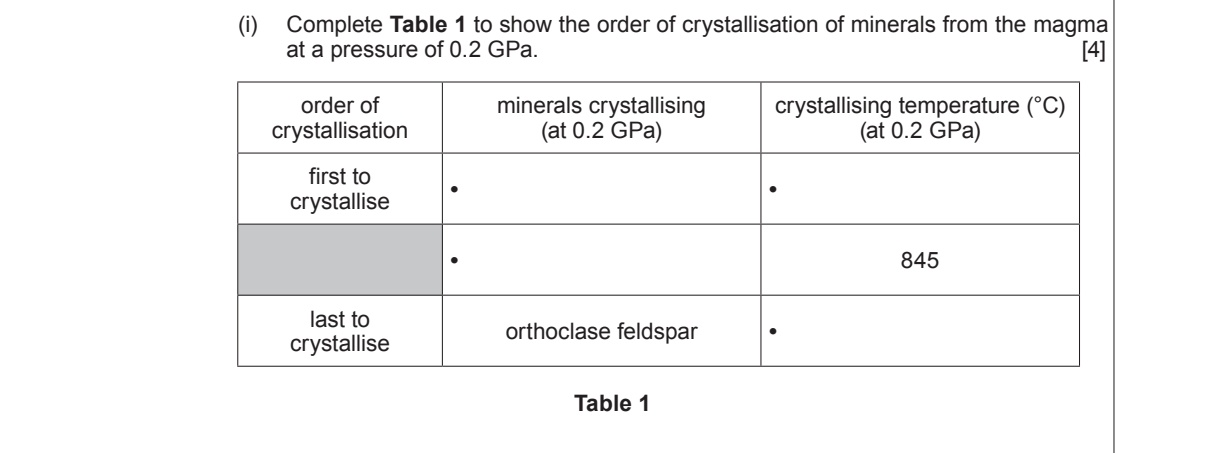 (i) Complete Table 1 to show the order of crystallisation of minerals from the magma
at a pressure of 0.2 GPa. [4]
order of
crystallisation
minerals crystallising
(at 0.2 GPa)
crystallising temperature (°C)
(at 0.2 GPa)
first to
crystallise
•
•
•
845
last to
crystallise
orthoclase feldspar
•
Table 1